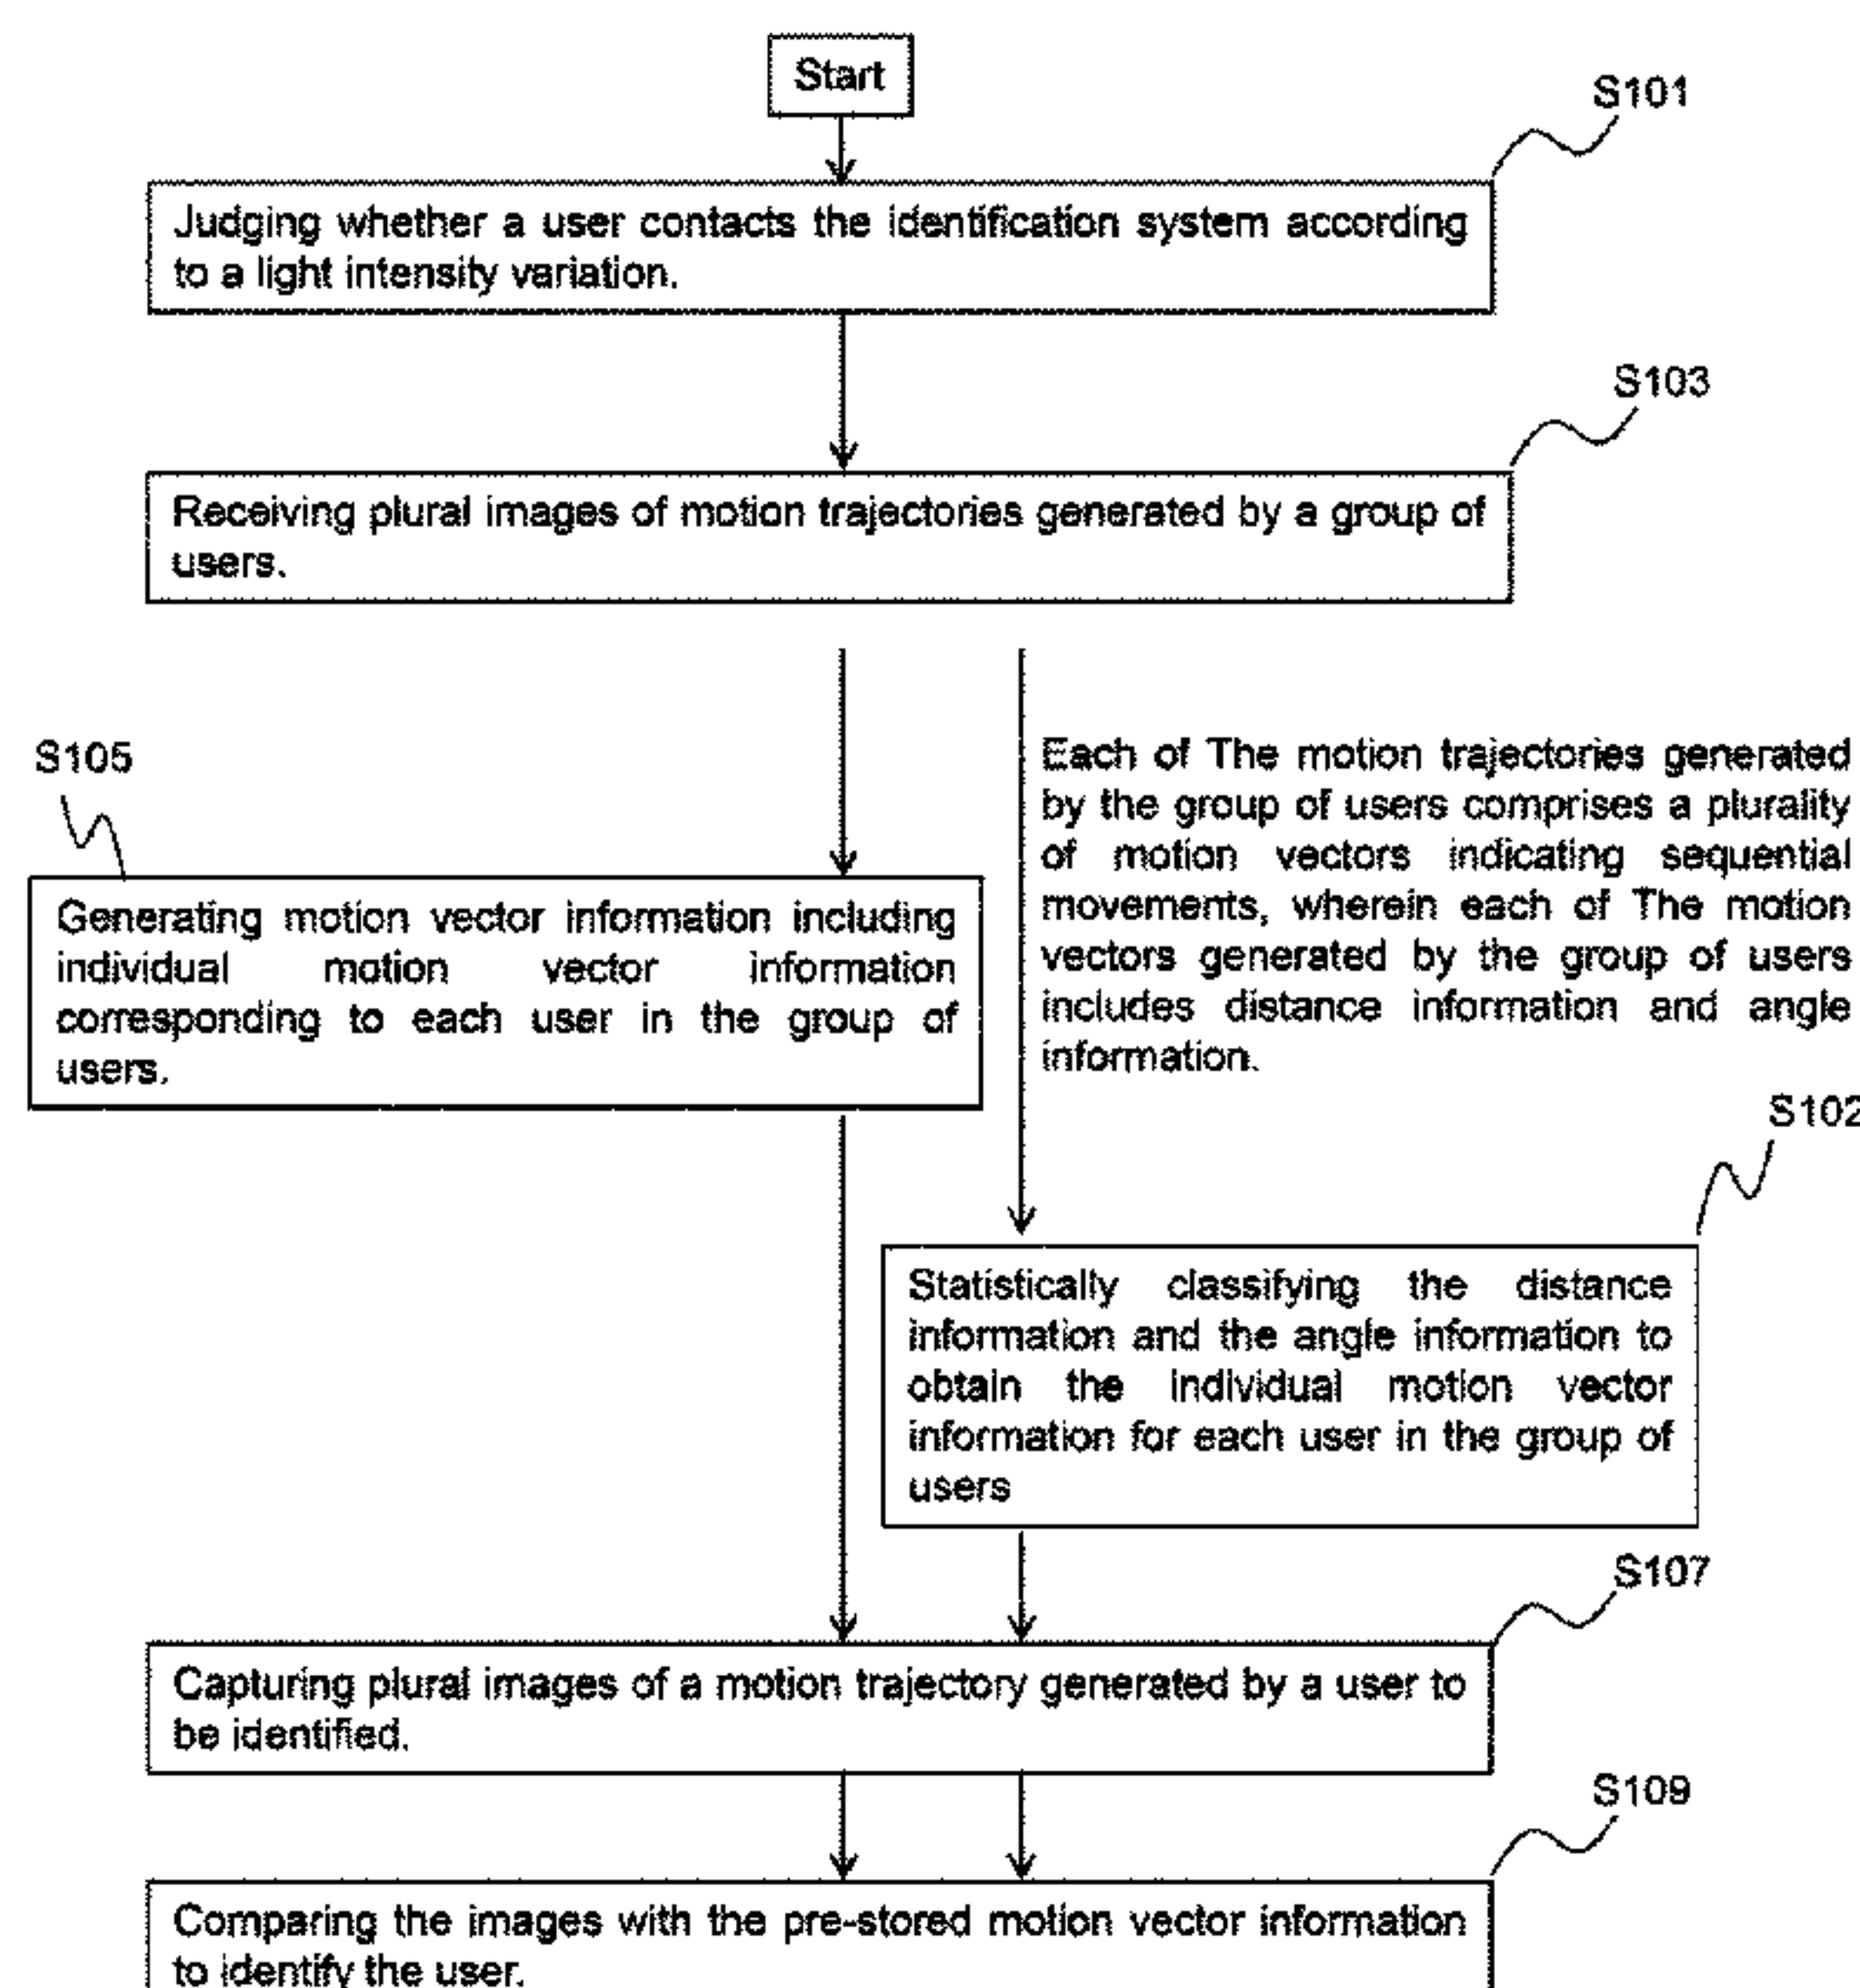 Start
S101
Judging whether a user contacts the identification system according
to a light intensity variation.
S103
Receiving plural images of motion trajectories generated by a group of
users.
S105
Generating motion vector information including
individual motion vector information
corresponding to each user in the group of
users.
Each of The motion trajectories generated
by the group of users comprises a plurality
of motion vectors indicating sequential
movements, wherein each of The motion
vectors generated by the group of users
includes distance information and angle
information.
S102
Statistically classifying the distance
information and the angle information to
obtain the individual motion vector
information for each user in the group of
users
S107
Capturing plural images of a motion trajectory generated by a user to
be identified.
S109
Comparing the images with the pre-stored motion vector information
to identify the user.